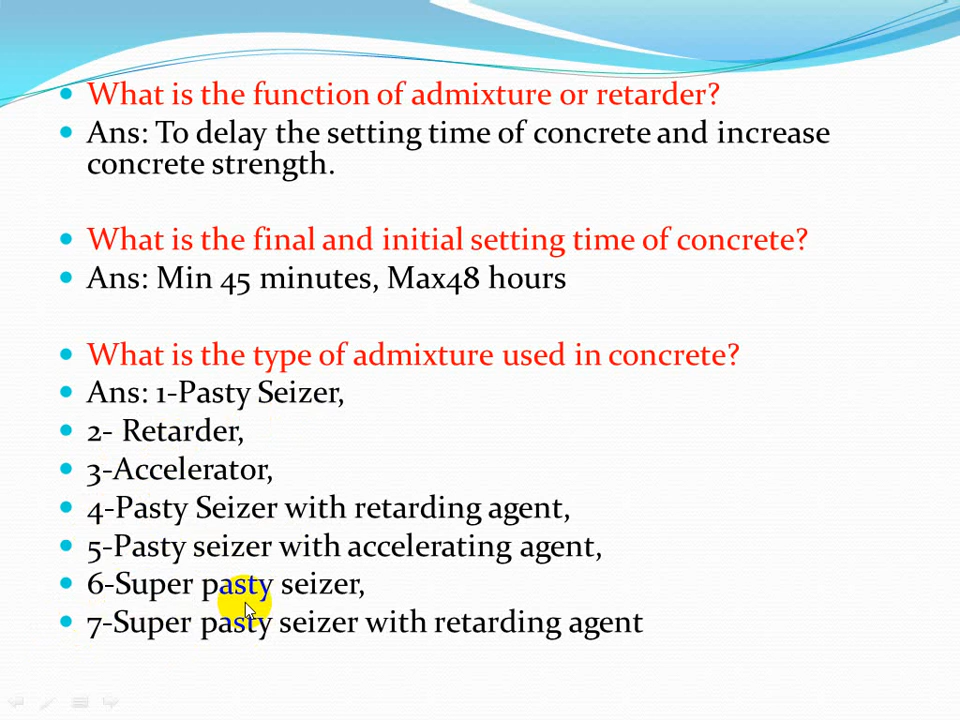 What is the function of admixture or retarder?
Ans: To delay the setting time of concrete and increase
concrete strength.
What is the final and initial setting time of concrete?
Ans: Min 45 minutes, Max48 hours
What is the type of admixture used in concrete?
Ans: 1-Pasty Seizer,
2- Retarder,
3-Accelerator,
4-Pasty Seizer with retarding agent,
5-Pasty seizer with accelerating agent,
6-Super pasty seizer,
7-Super pasty seizer with retarding agent